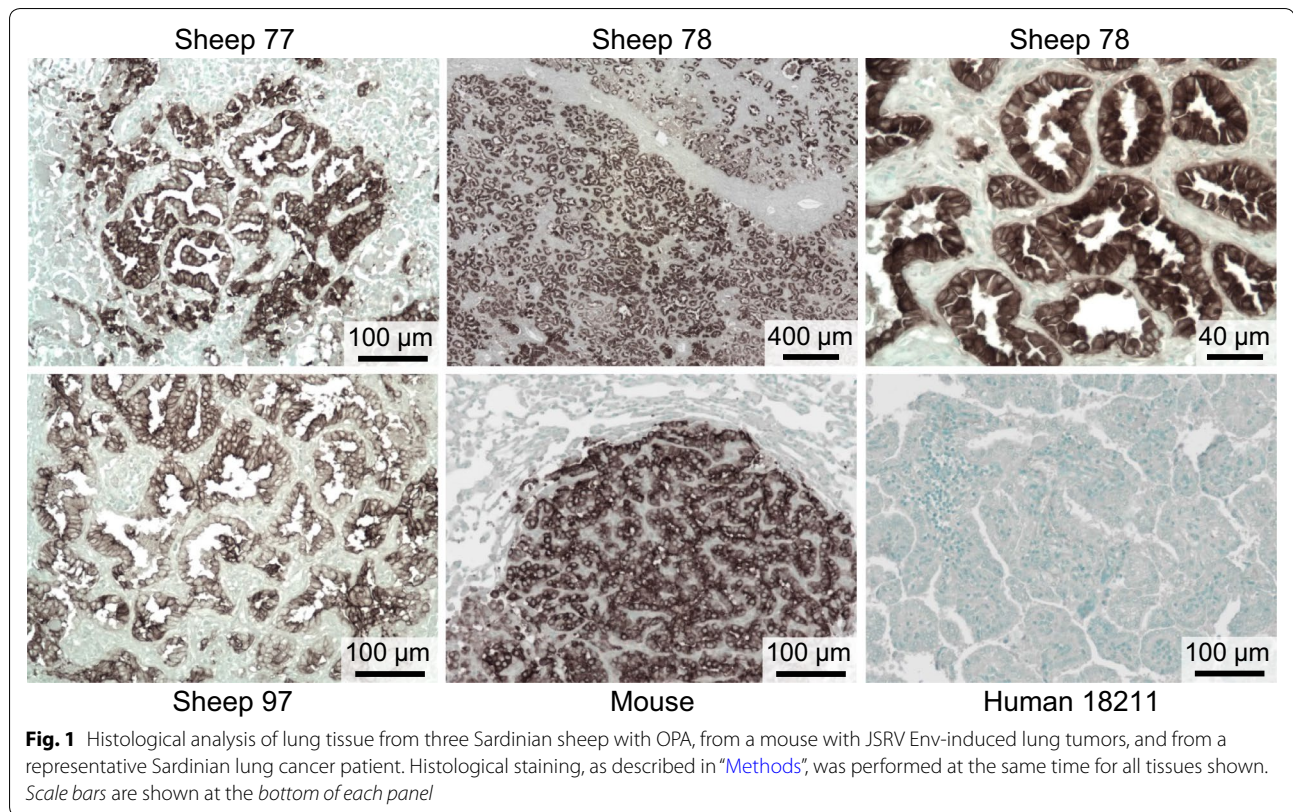 Sheep 77
Sheep 78
Sheep 78
100 µm
400 µm
40 µm
100 µm
100 µm
100 µm
Sheep 97
Mouse
Human 18211
Fig. 1 Histological analysis of lung tissue from three Sardinian sheep with OPA, from a mouse with JSRV Env-induced lung tumors, and from a
representative Sardinian lung cancer patient. Histological staining, as described in “Methods”, was performed at the same time for all tissues shown.
Scale bars are shown at the bottom of each panel